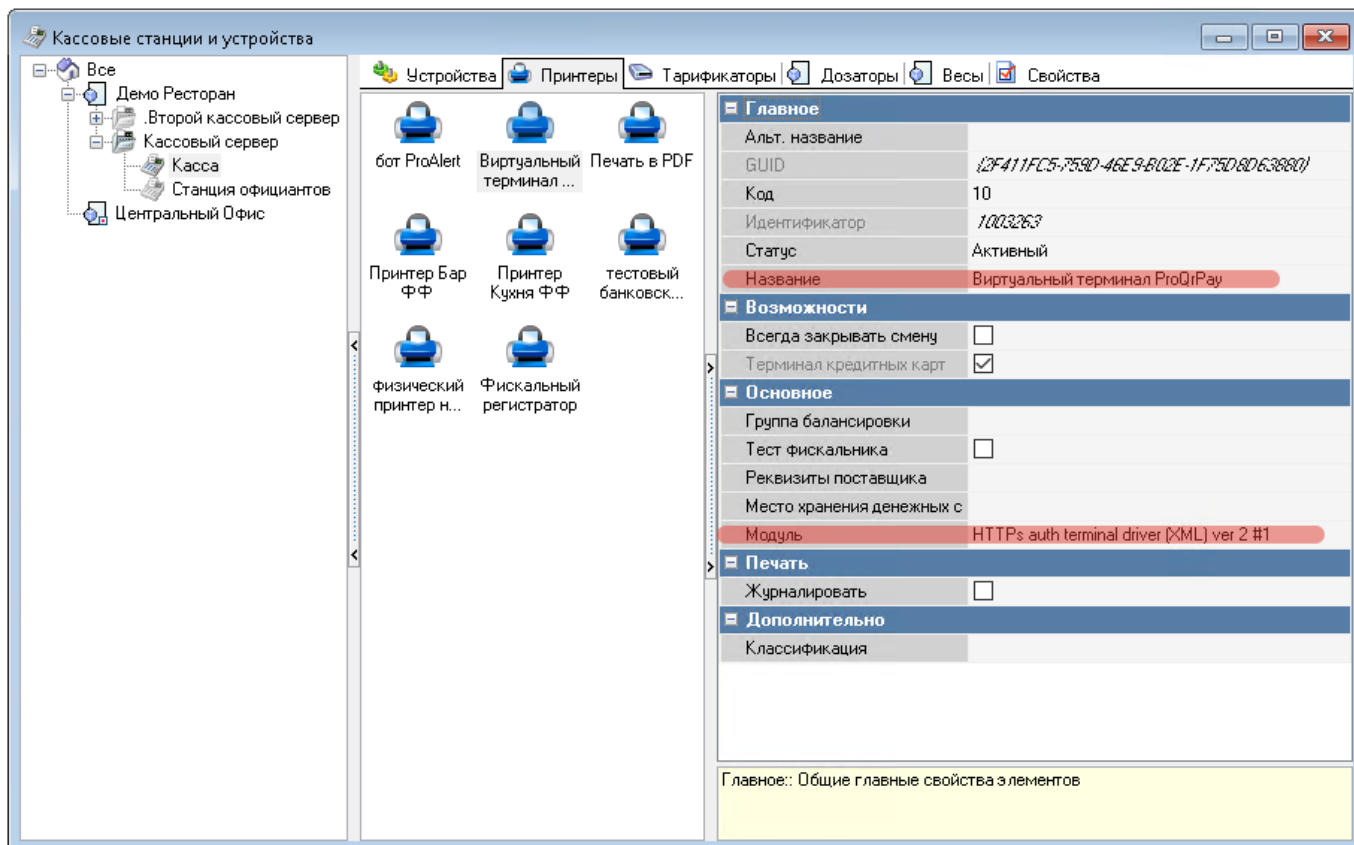 Кассовые станции и устройства
Все
Демо Ресторан
.Второй кассовый сервер
Кассовый сервер
Касса
Станция официантов
Центральный Офис
Устройства Принтеры Тарификаторы Дозаторы Весы Свойства
бот ProAlert
Виртуальный
терминал ...
Печать в PDF
Принтер Бар
ФФ
Принтер
Кухня ФФ
тестовый
банковск...
физический
принтер н...
Фискальный
регистратор
Главное
Альт. название
GUID {2F411FC5-759D-46E9-B02E-1F75D8D63880}
Код 10
Идентификатор 1003263
Статус Активный
Название Виртуальный терминал ProQrPay
Возможности
Всегда закрывать смену
Терминал кредитных карт
Основное
Группа балансировки
Тест фискальника
Реквизиты поставщика
Место хранения денежных с
Модуль HTTPs auth terminal driver (XML) ver 2 #1
Печать
Журналировать
Дополнительно
Классификация
Главное:: Общие главные свойства элементов